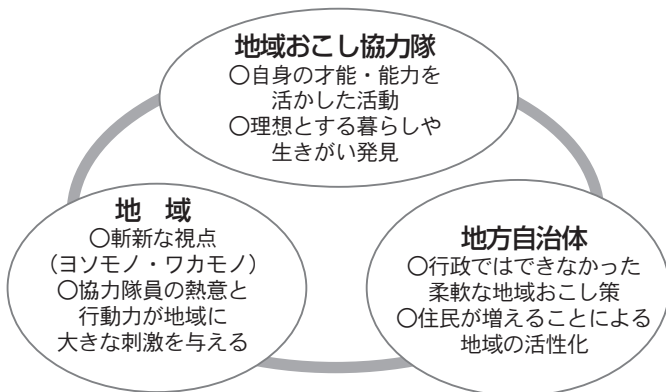 地域おこし協力隊
○自身の才能・能力を
活かした活動
○理想とする暮らしや
生きがい発見
地　域
○斬新な視点
（ヨソモノ・ワカモノ）
○協力隊員の熱意と
行動力が地域に
大きな刺激を与える
地方自治体
○行政ではできなかった
柔軟な地域おこし策
○住民が増えることによる
地域の活性化